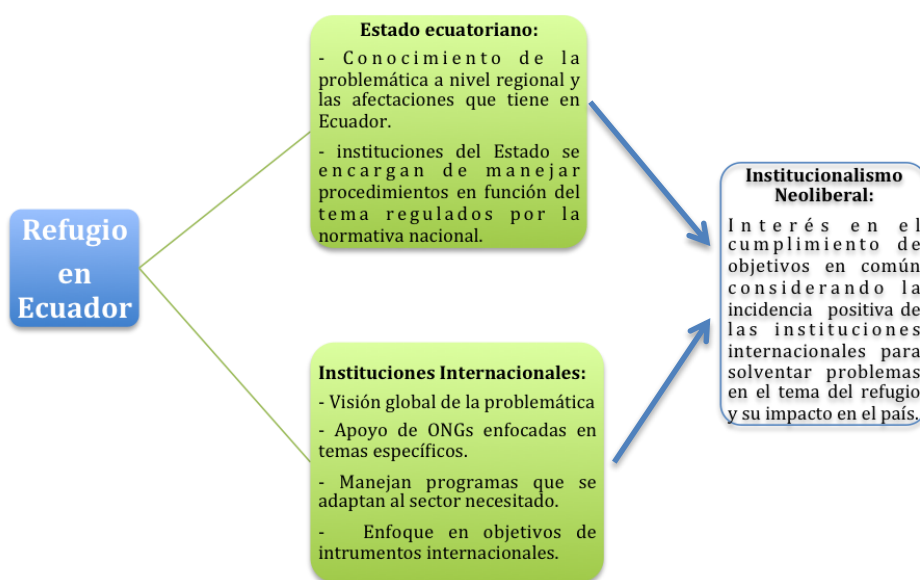 Refugio
en
Ecuador
Estado ecuatoriano:
- Conocimiento de la
problemática a nivel regional y
las afectaciones que tiene en
Ecuador.
- instituciones del Estado se
encargan de manejar
procedimientos en función del
tema regulados por la
normativa nacional.
Instituciones Internacionales:
- Visión global de la problemática
- Apoyo de ONGs enfocadas en
temas específicos.
- Manejan programas que se
adaptan al sector necesitado.
- Enfoque en objetivos de
intrumentos internacionales.
Institucionalismo
Neoliberal:
Interés en el
cumplimiento de
objetivos en común
considerando la
incidencia positiva de
las instituciones
internacionales para
solventar problemas
en el tema del refugio
y su impacto en el país.